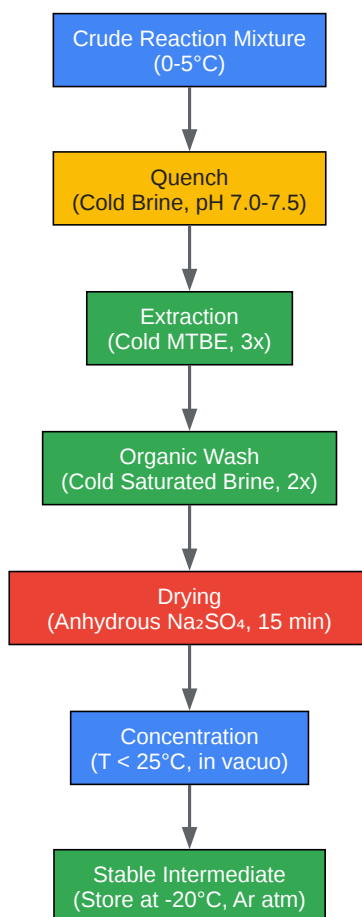 Crude Reaction Mixture
(0-5°C)
Quench
(Cold Brine, pH 7.0-7.5)
Extraction
(Cold MTBE, 3x)
Organic Wash
(Cold Saturated Brine, 2x)
Drying
(Anhydrous Na₂SO₄, 15 min)
Concentration
(T < 25°C, in vacuo)
Stable Intermediate
(Store at -20°C, Ar atm)